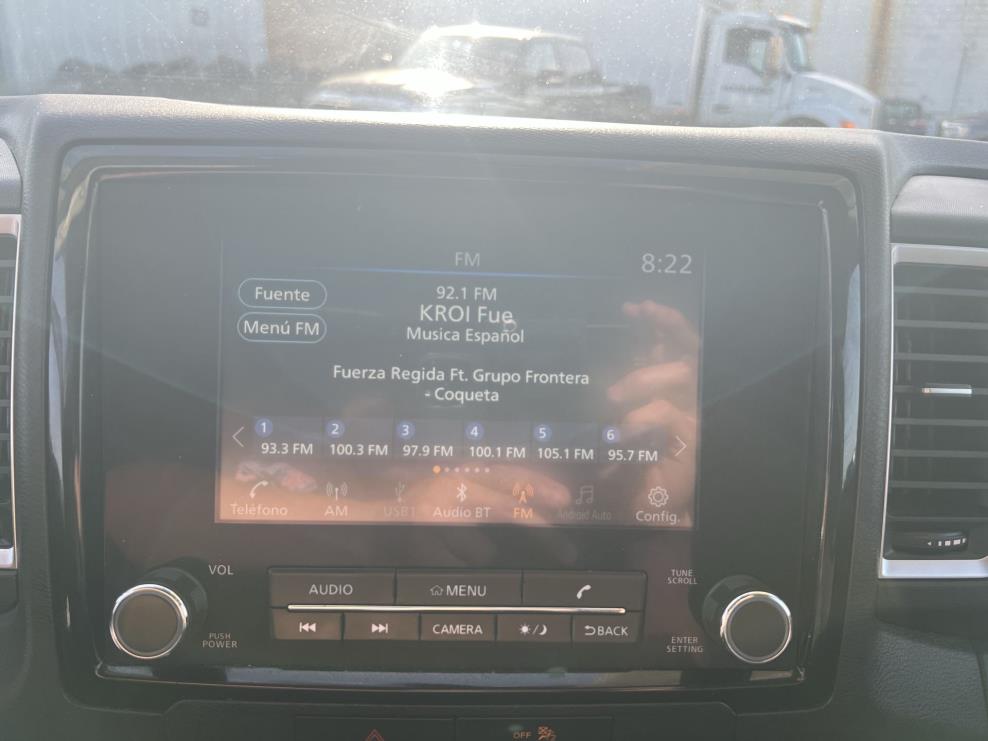 FM
8:22
Fuente
Menú FM
92.1 FM
KROI Fue
Musica Español
Fuerza Regida Ft. Grupo Frontera
- Coqueta
1 2 3 4 5 6
93.3 FM 100.3 FM 97.9 FM 100.1 FM 105.1 FM 95.7 FM
Teléfono AM USB1 Audio BT FM Android Auto Config.
VOL
PUSH
POWER
AUDIO MENU
CAMERA BACK
TUNE
SCROLL
ENTER
SETTING
OFF